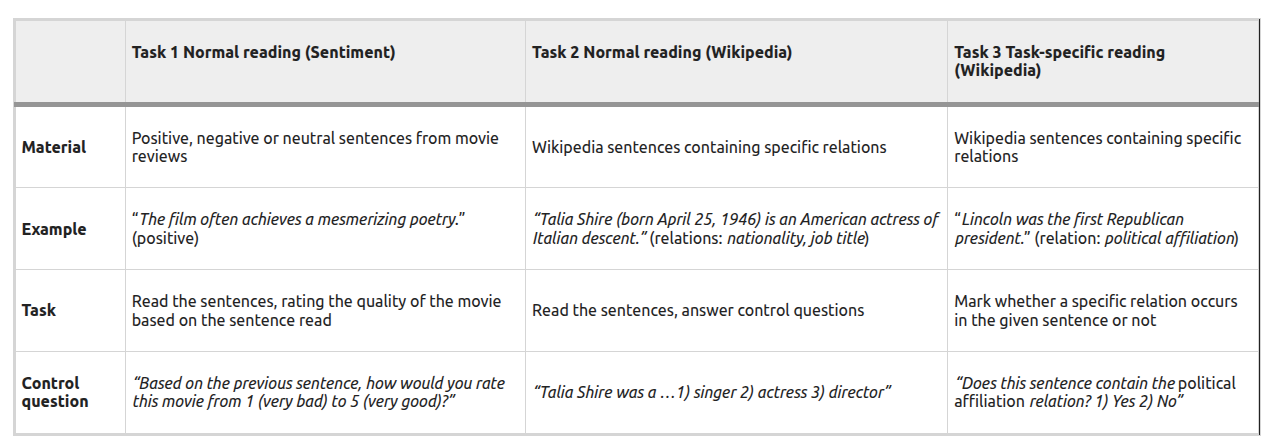 Task 1 Normal reading (Sentiment)
Task 2 Normal reading (Wikipedia)
Task 3 Task-specific reading
(Wikipedia)
Material
Positive, negative or neutral sentences from movie
reviews
Wikipedia sentences containing specific relations
Wikipedia sentences containing specific
relations
Example
“The film often achieves a mesmerizing poetry."
(positive)
“Talia Shire (born April 25, 1946) is an American actress of
Italian descent.” (relations: nationality, job title)
“Lincoln was the first Republican
president." (relation: political affiliation)
Task
Read the sentences, rating the quality of the movie
based on the sentence read
Read the sentences, answer control questions
Mark whether a specific relation occurs
in the given sentence or not
Control
question
“Based on the previous sentence, how would you rate
this movie from 1 (very bad) to 5 (very good)?”
“Talia Shire was a …1) singer 2) actress 3) director”
“Does this sentence contain the political
affiliation relation? 1) Yes 2) No”